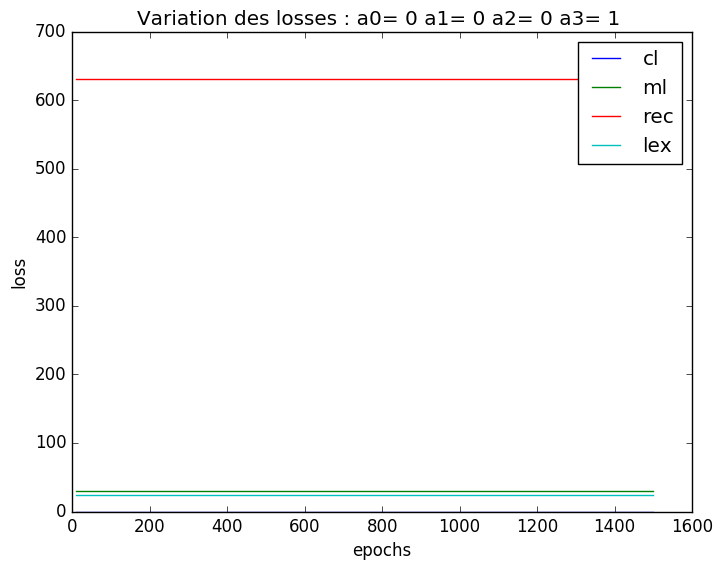 Variation des losses : a0= 0 a1= 0 a2= 0 a3= 1
700
600
500
400
300
200
100
0
loss
cl
ml
rec
lex
0 200 400 600 800 1000 1200 1400 1600
epochs